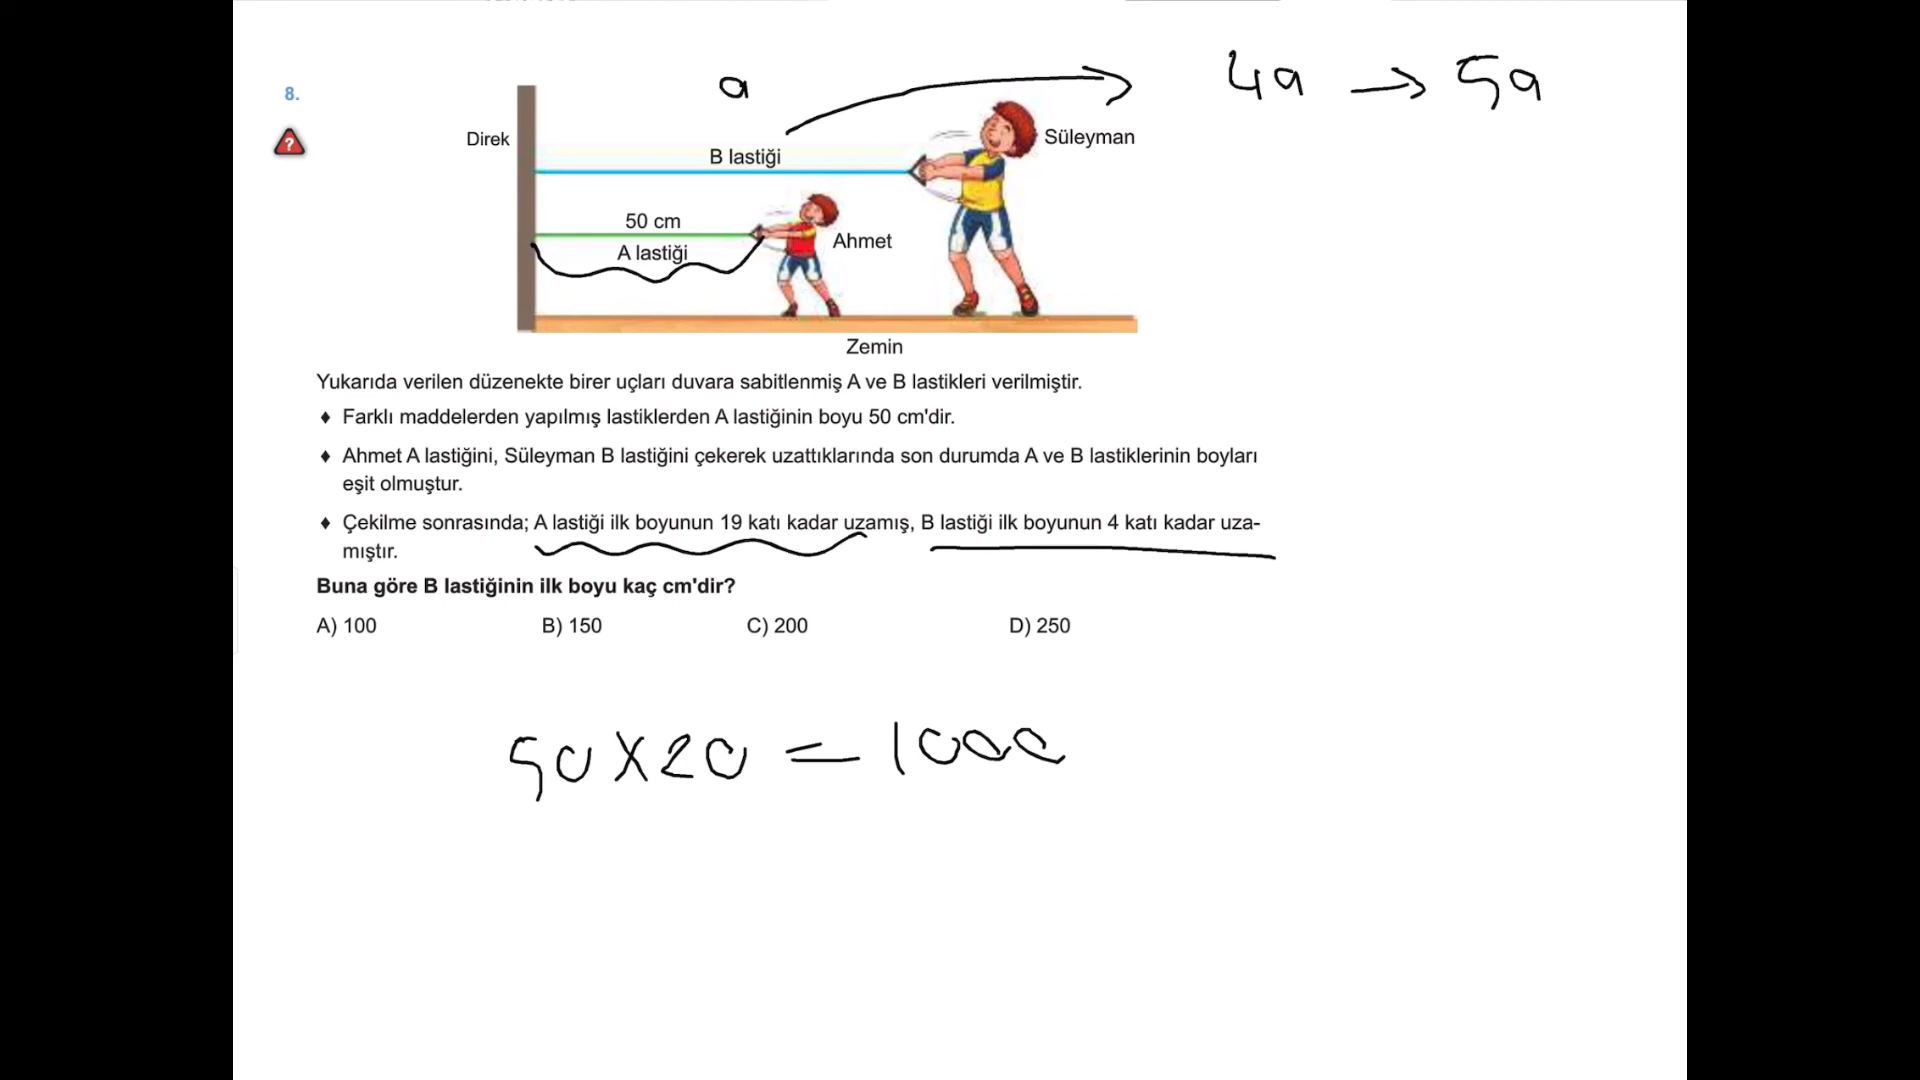 a
4a → 5a
8.
?
Direk
Süleyman
B lastiği
50 cm
Ahmet
A lastiği
Zemin
Yukarıda verilen düzenekte birer uçları duvara sabitlenmiş A ve B lastikleri verilmiştir.
♦ Farklı maddelerden yapılmış lastiklerden A lastiğinin boyu 50 cm'dir.
♦ Ahmet A lastiğini, Süleyman B lastiğini çekerek uzattıklarında son durumda A ve B lastiklerinin boyları
eşit olmuştur.
♦ Çekilme sonrasında; A lastiği ilk boyunun 19 katı kadar uzamış, B lastiği ilk boyunun 4 katı kadar uza-
mıştır.
Buna göre B lastiğinin ilk boyu kaç cm'dir?
A) 100 B) 150 C) 200 D) 250
50 x 20 = 1000